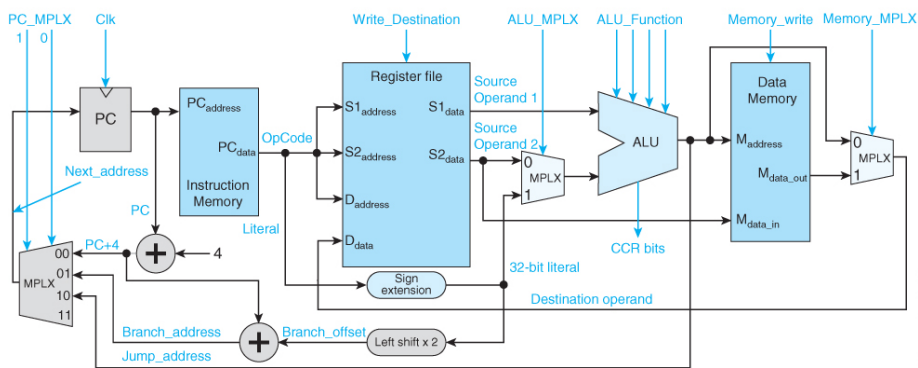 PC_MPLX
1 0
Clk
Write_Destination
ALU_MPLX
ALU_Function
Memory_write
Memory_MPLX
PC
PCaddress
PCdata
Instruction
Memory
OpCode
Literal
Register file
S1address
S2address
Daddress
Ddata
S1data
S2data
Source
Operand 1
Source
Operand 2
0
MPLX
1
ALU
CCR bits
Data
Memory
Maddress
Mdata_out
Mdata_in
0
MPLX
1
Next_address
PC
PC+4
+
4
MPLX
00
01
10
11
Sign
extension
32-bit literal
Destination operand
Branch_address
+
Branch_offset
Left shift x 2
Jump_address